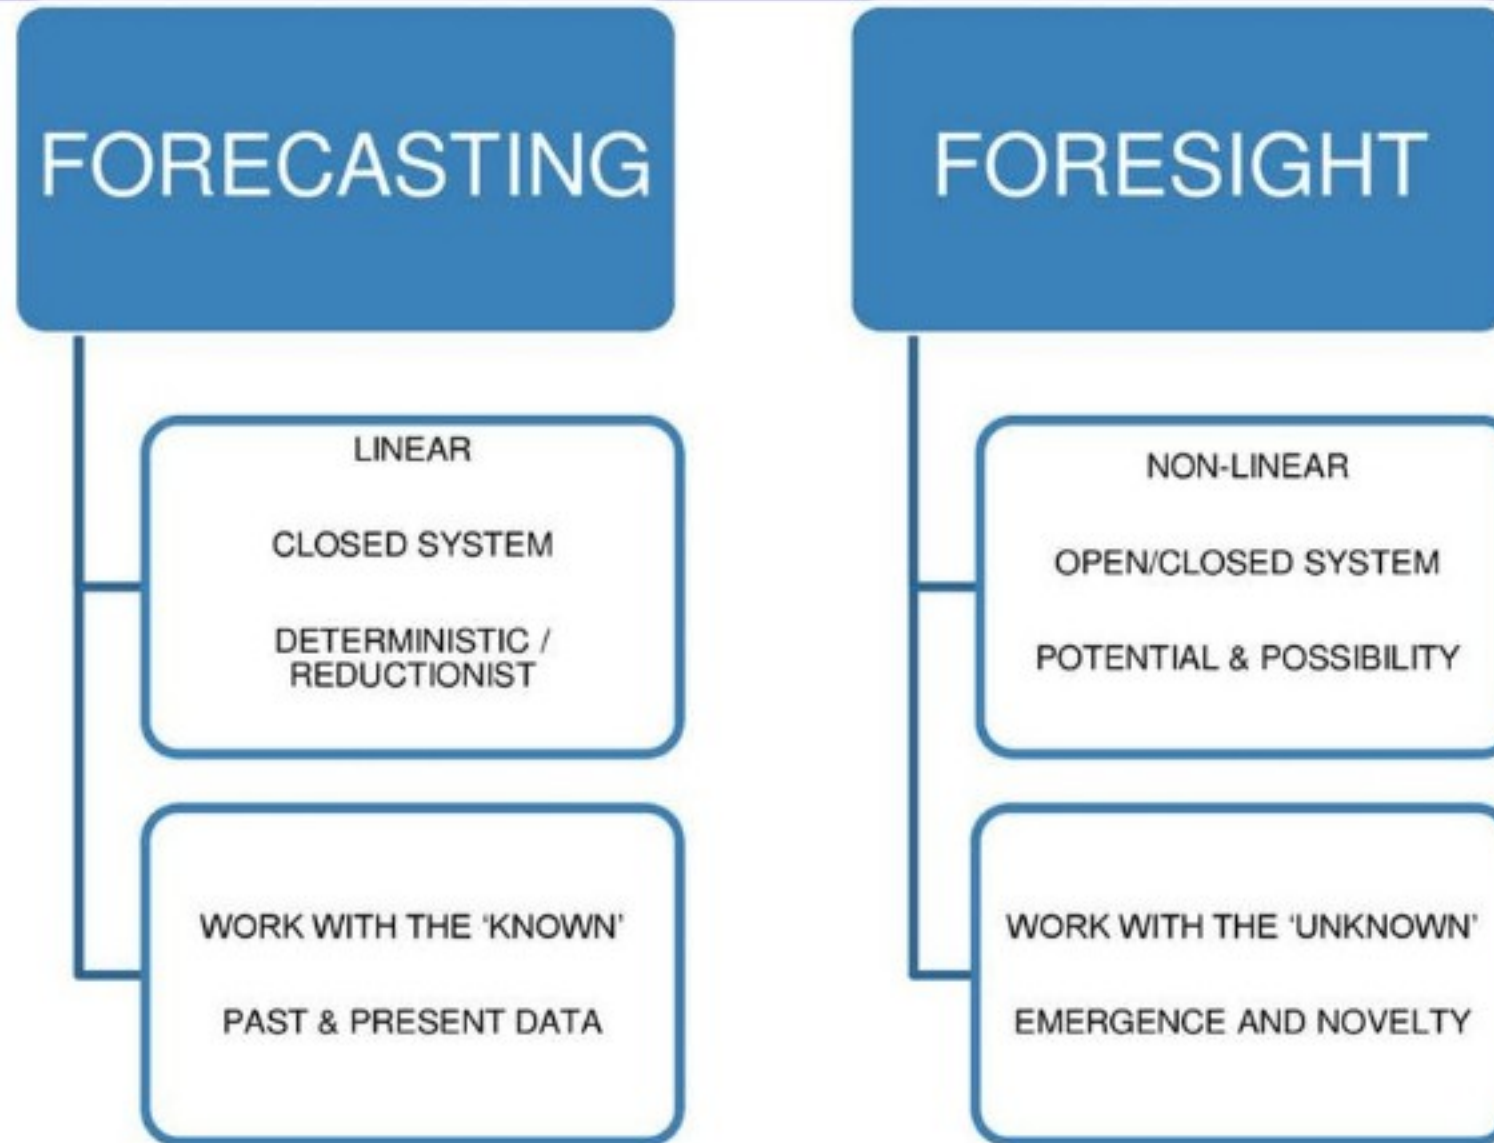 FORECASTING
LINEAR
CLOSED SYSTEM
DETERMINISTIC /
REDUCTIONIST
WORK WITH THE ‘KNOWN’
PAST & PRESENT DATA
FORESIGHT
NON-LINEAR
OPEN/CLOSED SYSTEM
POTENTIAL & POSSIBILITY
WORK WITH THE ‘UNKNOWN’
EMERGENCE AND NOVELTY